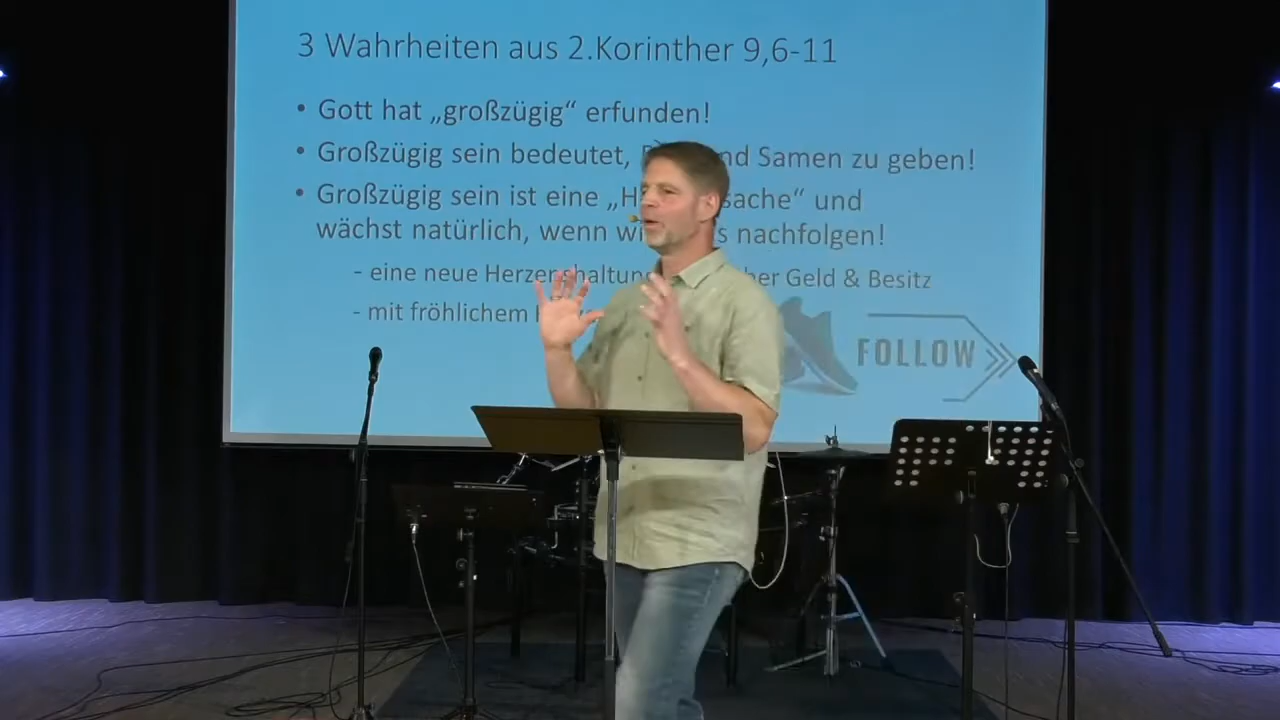 3 Wahrheiten aus 2.Korinther 9,6-11
• Gott hat „großzügig“ erfunden!
• Großzügig sein bedeutet, Samen zu geben!
• Großzügig sein ist eine „ sache“ und
wächst natürlich, wenn nachfolgen!
- eine neue Herzenshaltung Geld & Besitz
- mit fröhlichem
FOLLOW